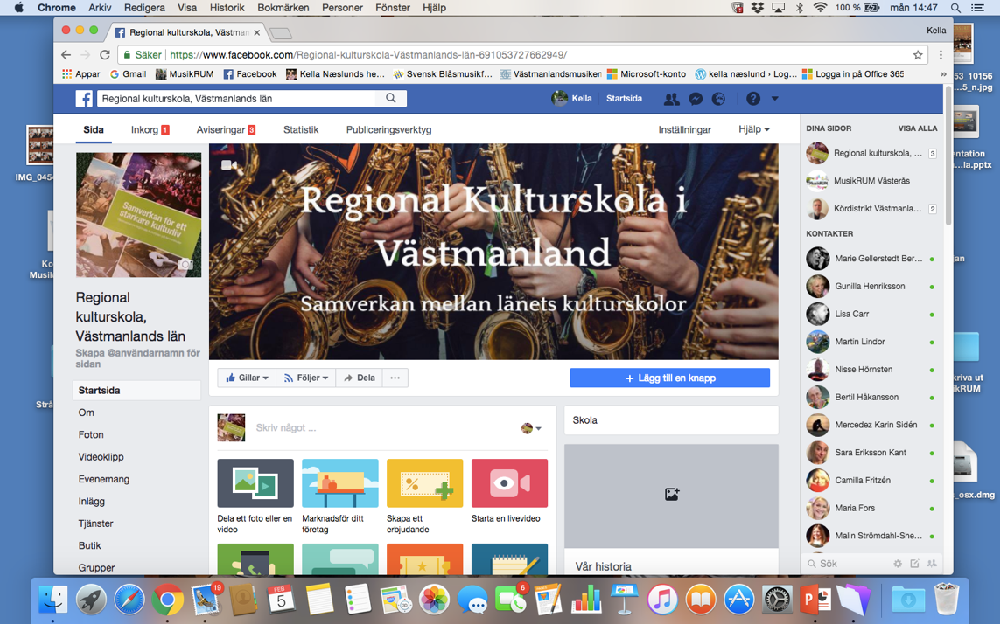 Chrome Arkiv Redigera Visa Historik Bokmärken Personer Fönster Hjälp 100 % mån 14:47
Regional kulturskola, Västman
Kella
Säker https://www.facebook.com/Regional-kulturskola-Västmanlands-län-691053727662949/
Appar Gmail MusikRUM Facebook Kella Næslunds he... Svensk Blåsmusikf... Västmanlandsmusiken Microsoft-konto kella næslund › Log... Logga in på Office 365 »
Regional kulturskola, Västmanlands län
Kella Startsida
Sida Inkorg 1 Aviseringar 3 Statistik Publiceringsverktyg Inställningar Hjälp
Samverkan för ett
starkare kulturliv
Regional Kulturskola i
Västmanland
Samverkan mellan länets kulturskolor
Regional
kulturskola,
Västmanlands län
Skapa @användarnamn för
sidan
Startsida
Om
Foton
Videoklipp
Evenemang
Inlägg
Tjänster
Butik
Grupper
Gillar Följer Dela ...
+ Lägg till en knapp
Skriv något ...
Dela ett foto eller en
video
Marknadsför ditt
företag
Skapa ett
erbjudande
Starta en livevideo
Skola
Vår historia
DINA SIDOR VISA ALLA
Regional kulturskola, ... 3
MusikRUM Västerås
Kördistrikt Västmanla... 2
KONTAKTER
Marie Gellerstedt Ber...
Gunilla Henriksson
Lisa Carr
Martin Lindor
Nisse Hörnsten
Bertil Håkansson
Mercedez Karin Sidén
Sara Eriksson Kant
Camilla Fritzén
Maria Fors
Malin Strömdahl-She...
Sök
IMG_045
Ko
Musik
Strå
53_10156
...5_n.jpg
entation
...la.pptx
an
kriva ut
ikRUM
s_osx.dmg
19
FEB
5
6